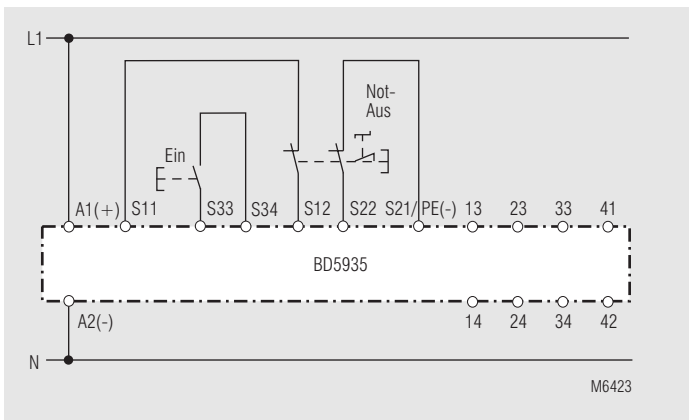 L1
Not-
Aus
Ein
A1(+) S11 S33 S34 S12 S22 S21/ PE(-) 13 23 33 41
BD5935
A2(-) 14 24 34 42
N
M6423